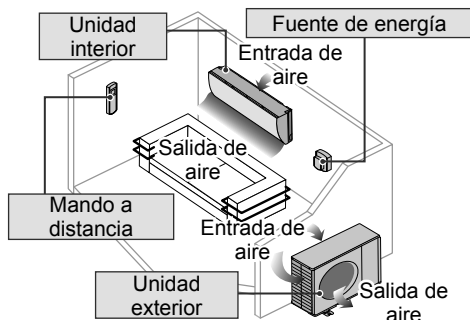 Unidad
interior
Fuente de energía
Entrada de
aire
Salida de
aire
Mando a
distancia
Entrada de
aire
Unidad
exterior
Salida de
aire